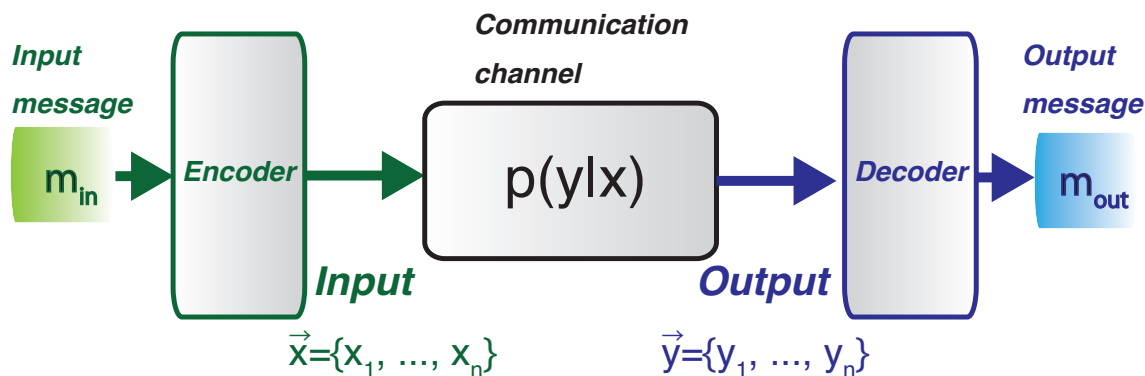 Input
message
m_in
Encoder
Communication
channel
p(y|x)
Output
message
Decoder
m_out
Input
x⃗={x₁, ..., xₙ}
Output
y⃗={y₁, ..., yₙ}